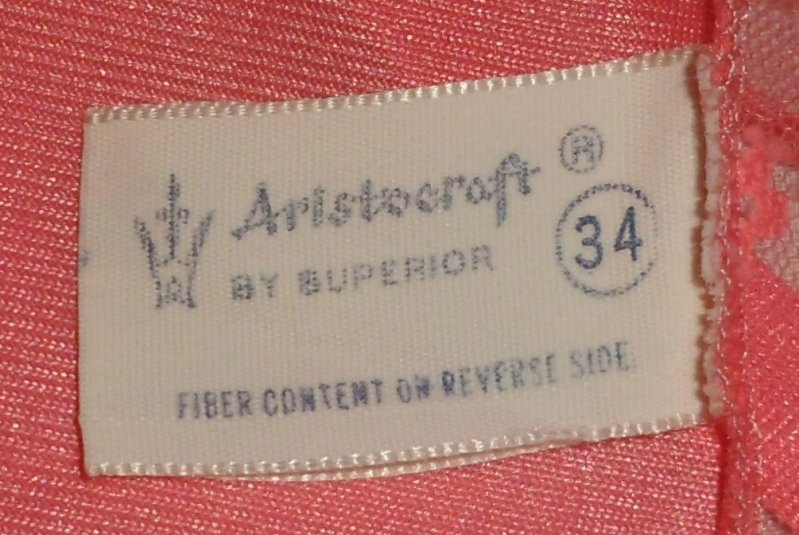 Aristocraft ®
BY SUPERIOR
34
FIBER CONTENT ON REVERSE SIDE